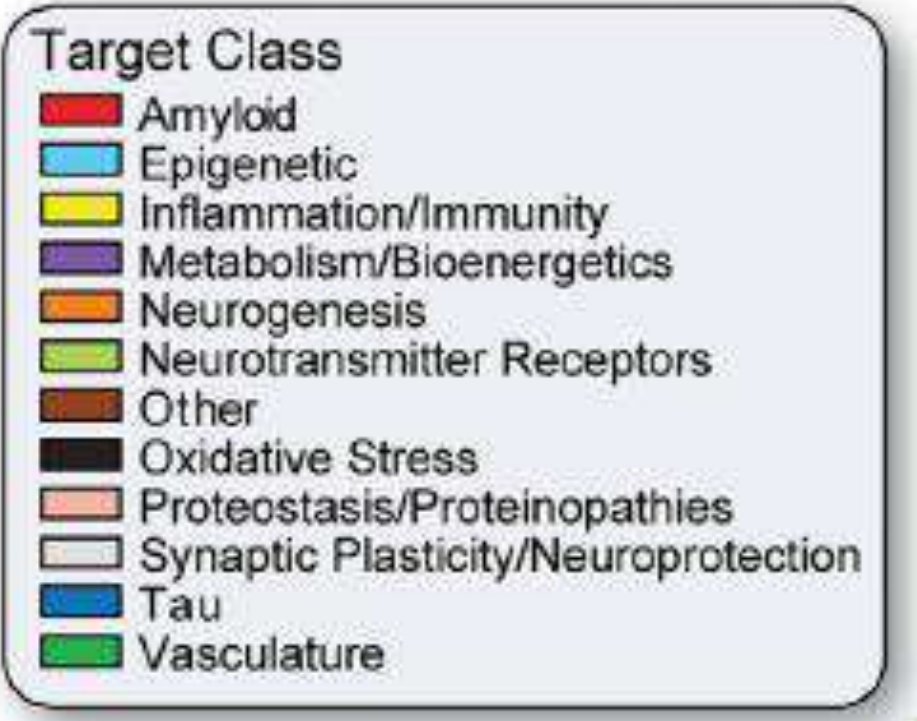 Target Class
Amyloid
Epigenetic
Inflammation/Immunity
Metabolism/Bioenergetics
Neurogenesis
Neurotransmitter Receptors
Other
Oxidative Stress
Proteostasis/Proteinopathies
Synaptic Plasticity/Neuroprotection
Tau
Vasculature